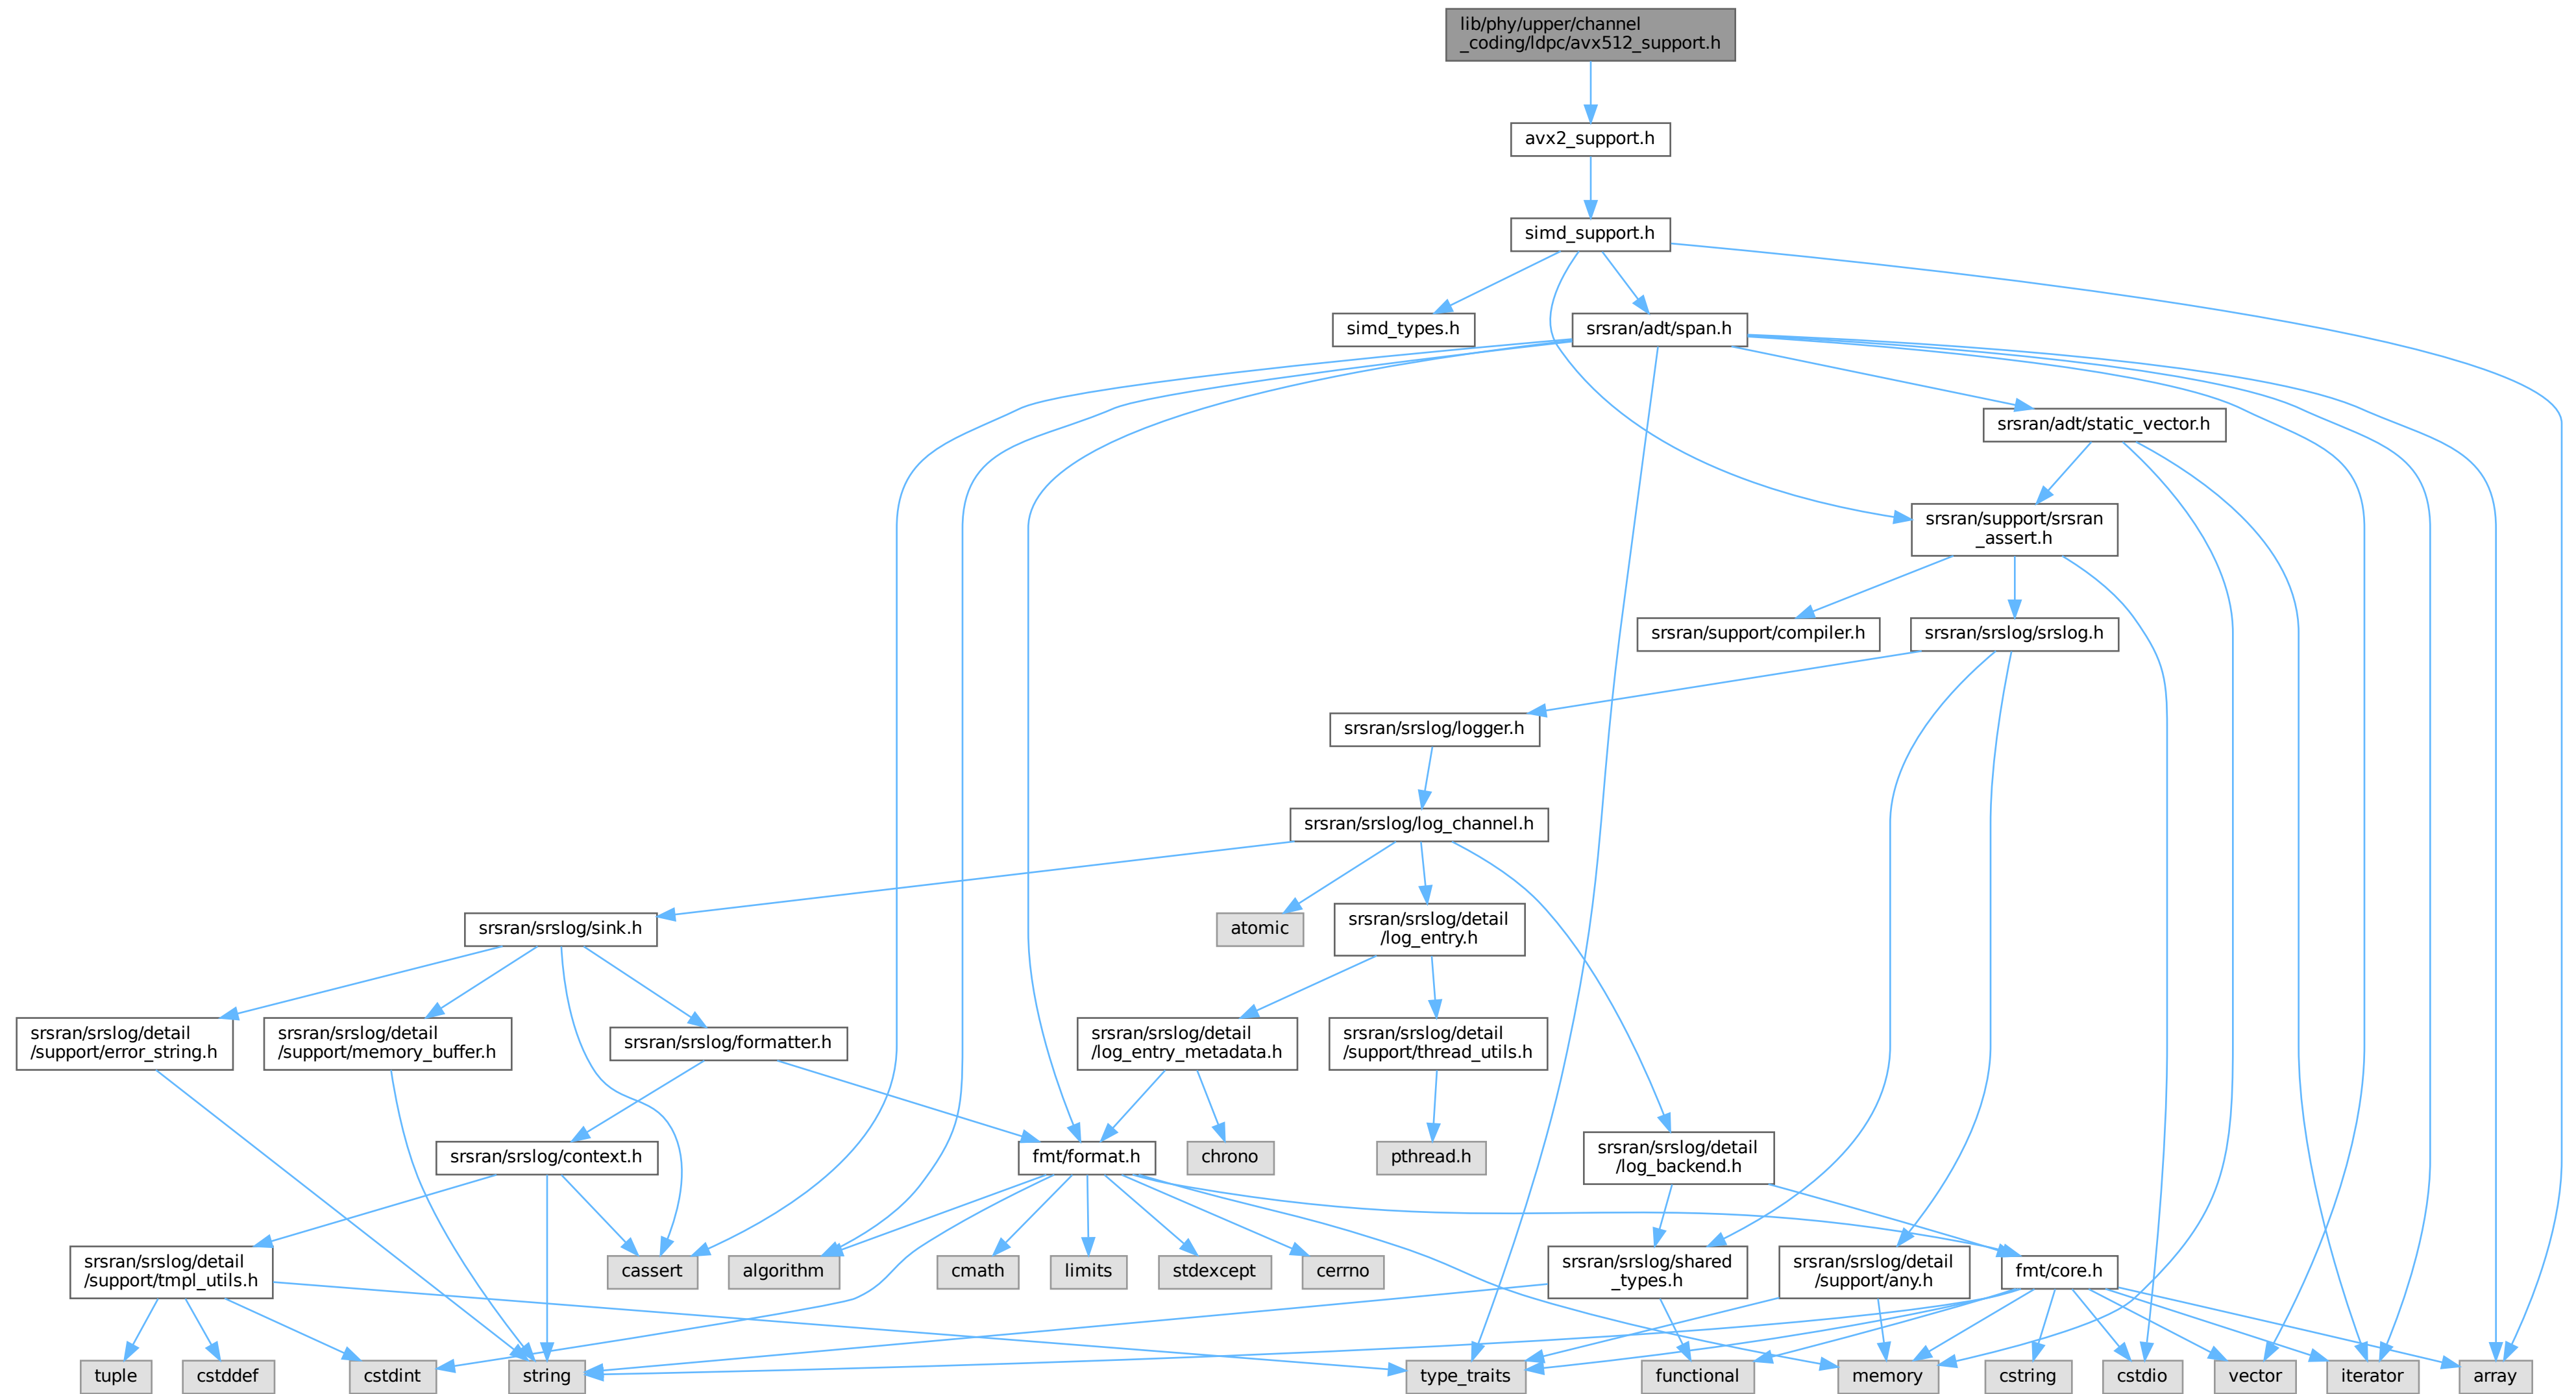 lib/phy/upper/channel
_coding/ldpc/avx512_support.h
avx2_support.h
simd_support.h
simd_types.h
srsran/adt/span.h
srsran/adt/static_vector.h
srsran/support/srsran
_assert.h
srsran/support/compiler.h
srsran/srslog/srslog.h
srsran/srslog/logger.h
srsran/srslog/log_channel.h
srsran/srslog/sink.h
atomic
srsran/srslog/detail
/log_entry.h
srsran/srslog/detail
/support/error_string.h
srsran/srslog/detail
/support/memory_buffer.h
srsran/srslog/formatter.h
srsran/srslog/detail
/log_entry_metadata.h
srsran/srslog/detail
/support/thread_utils.h
srsran/srslog/context.h
fmt/format.h
chrono
pthread.h
srsran/srslog/detail
/log_backend.h
srsran/srslog/detail
/support/tmpl_utils.h
cassert
algorithm
cmath
limits
stdexcept
cerrno
srsran/srslog/shared
_types.h
srsran/srslog/detail
/support/any.h
fmt/core.h
tuple
cstddef
cstdint
string
type_traits
functional
memory
cstring
cstdio
vector
iterator
array